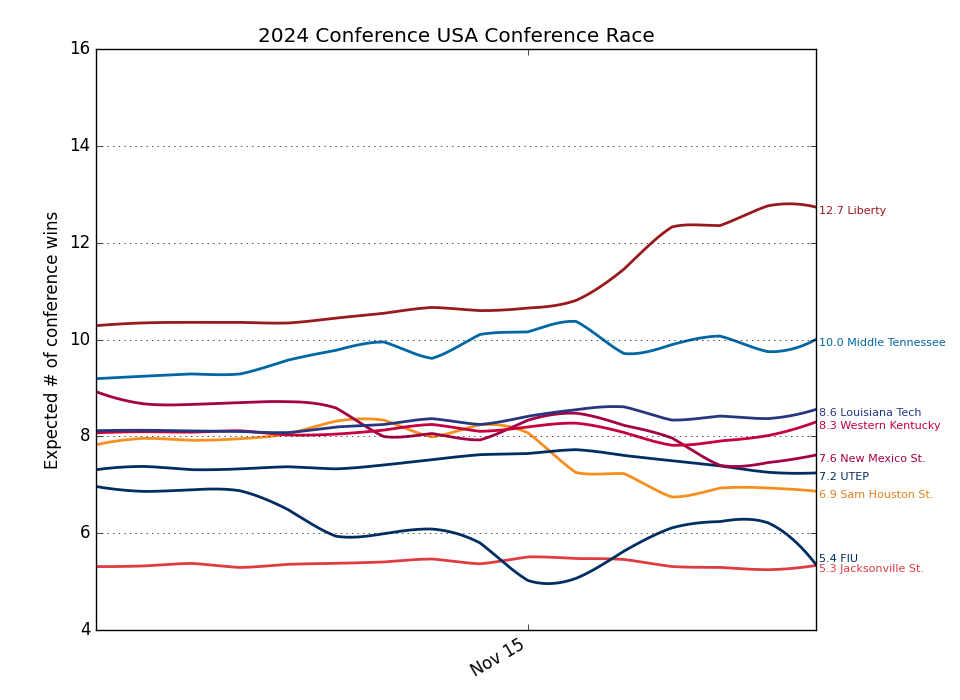 2024 Conference USA Conference Race
Expected # of conference wins
16
14
12
10
8
6
4
Nov 15
12.7 Liberty
10.0 Middle Tennessee
8.6 Louisiana Tech
8.3 Western Kentucky
7.6 New Mexico St.
7.2 UTEP
6.9 Sam Houston St.
5.4 FIU
5.3 Jacksonville St.